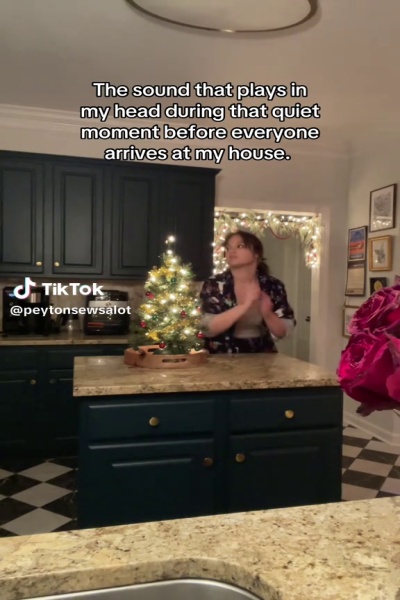 The sound that plays in
my head during that quiet
moment before everyone
arrives at my house.
TikTok
@peytonsewsalot